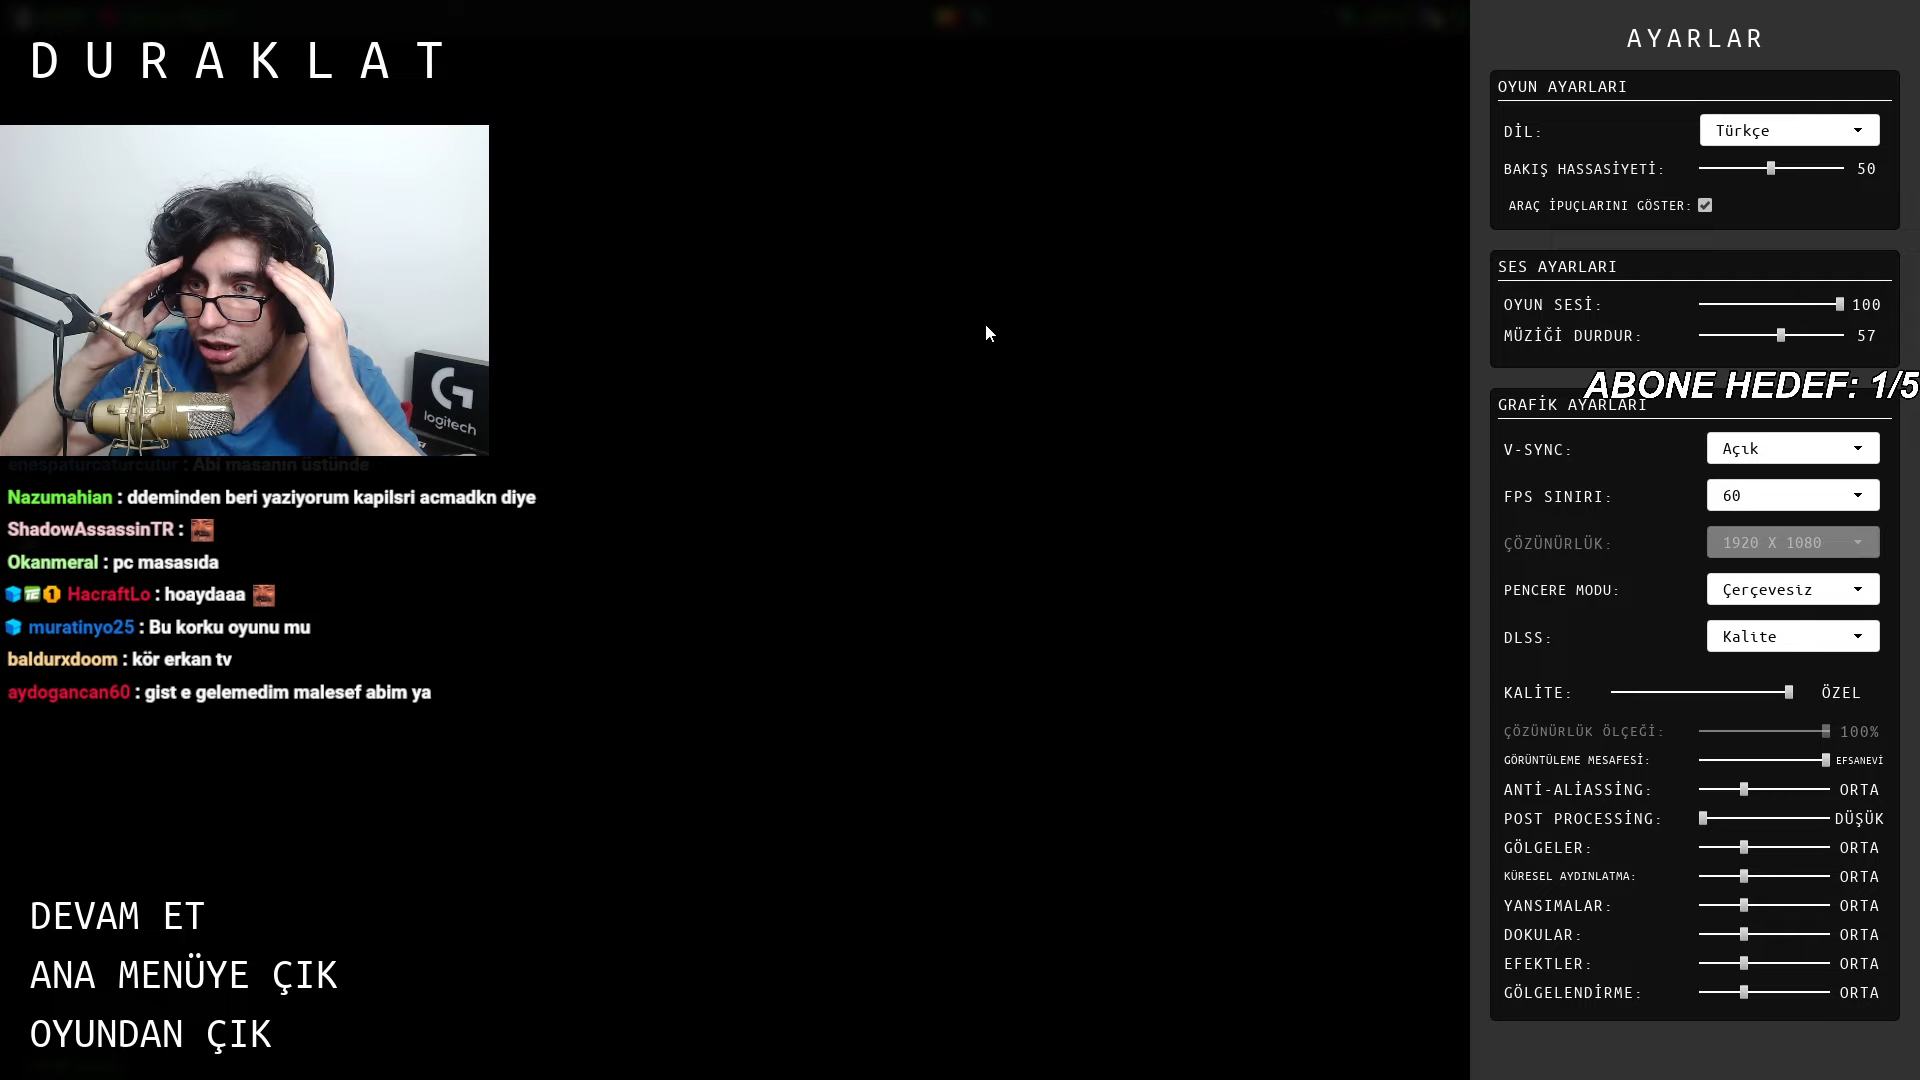 DURAKLAT
logitech
enespaturcaturcutur : Abi masanın üstünde
Nazumahian : ddeminden beri yaziyorum kapilsri acmadkn diye
ShadowAssassinTR :
Okanmeral : pc masasıda
1 HacraftLo : hoaydaaa
muratinyo25 : Bu korku oyunu mu
baldurxdoom : kör erkan tv
aydogancan60 : gist e gelemedim malesef abim ya
DEVAM ET
ANA MENÜYE ÇIK
OYUNDAN ÇIK
AYARLAR
OYUN AYARLARI
DİL: Türkçe
BAKIŞ HASSASİYETİ: 50
ARAÇ İPUÇLARINI GÖSTER:
SES AYARLARI
OYUN SESİ: 100
MÜZİĞİ DURDUR: 57
ABONE HEDEF: 1/5
GRAFİK AYARLARI
V-SYNC: Açık
FPS SINIRI: 60
ÇÖZÜNÜRLÜK: 1920 X 1080
PENCERE MODU: Çerçevesiz
DLSS: Kalite
KALİTE: ÖZEL
ÇÖZÜNÜRLÜK ÖLÇEĞİ: 100%
GÖRÜNTÜLEME MESAFESİ: EFSANEVİ
ANTİ-ALİASSİNG: ORTA
POST PROCESSİNG: DÜŞÜK
GÖLGELER: ORTA
KÜRESEL AYDINLATMA: ORTA
YANSIMALAR: ORTA
DOKULAR: ORTA
EFEKTLER: ORTA
GÖLGELENDİRME: ORTA